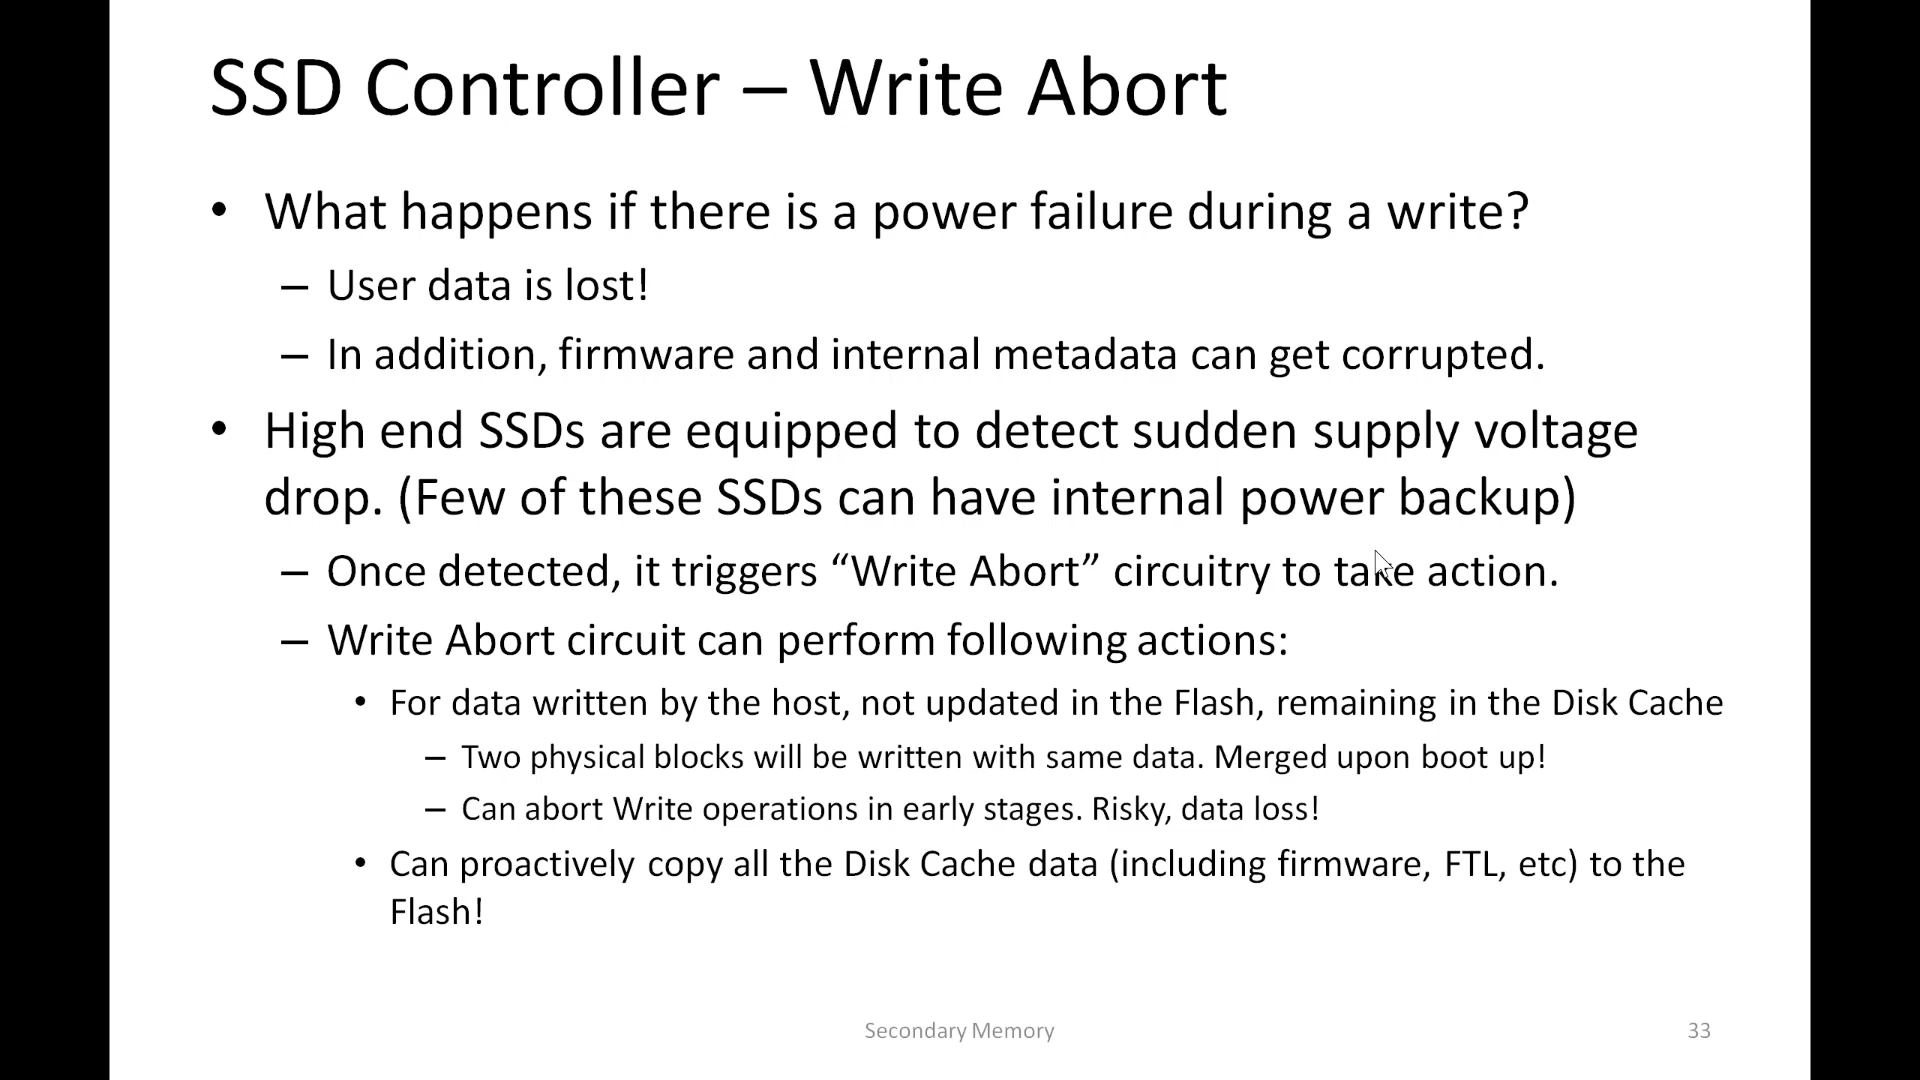 SSD Controller – Write Abort
• What happens if there is a power failure during a write?
– User data is lost!
– In addition, firmware and internal metadata can get corrupted.
• High end SSDs are equipped to detect sudden supply voltage
drop. (Few of these SSDs can have internal power backup)
– Once detected, it triggers “Write Abort” circuitry to take action.
– Write Abort circuit can perform following actions:
• For data written by the host, not updated in the Flash, remaining in the Disk Cache
– Two physical blocks will be written with same data. Merged upon boot up!
– Can abort Write operations in early stages. Risky, data loss!
• Can proactively copy all the Disk Cache data (including firmware, FTL, etc) to the
Flash!
Secondary Memory
33